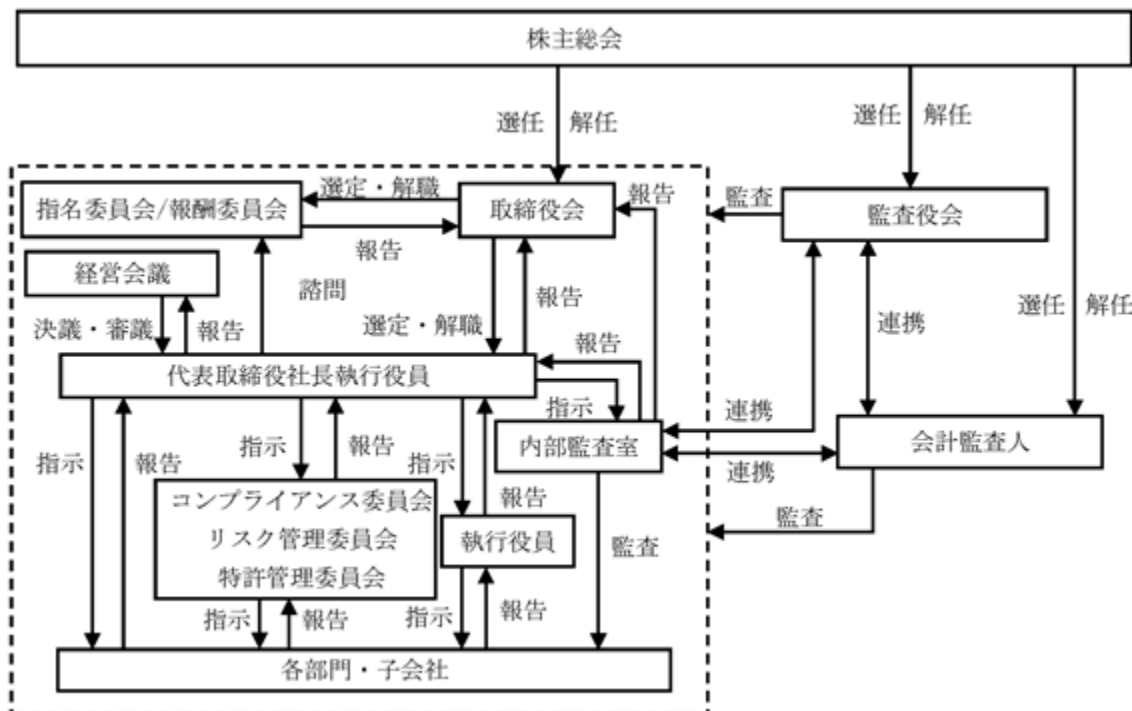 株主総会
選任 解任
選任 解任
選定・解職
報告
指名委員会/報酬委員会
取締役会
監査
監査役会
報告
経営会議
諮問
報告
選任 解任
決議・審議
報告
選定・解職
連携
報告
代表取締役社長執行役員
指示
連携
指示
報告
指示
報告
指示
内部監査室
会計監査人
連携
コンプライアンス委員会
リスク管理委員会
特許管理委員会
報告
執行役員
監査
監査
指示
報告
指示
報告
各部門・子会社